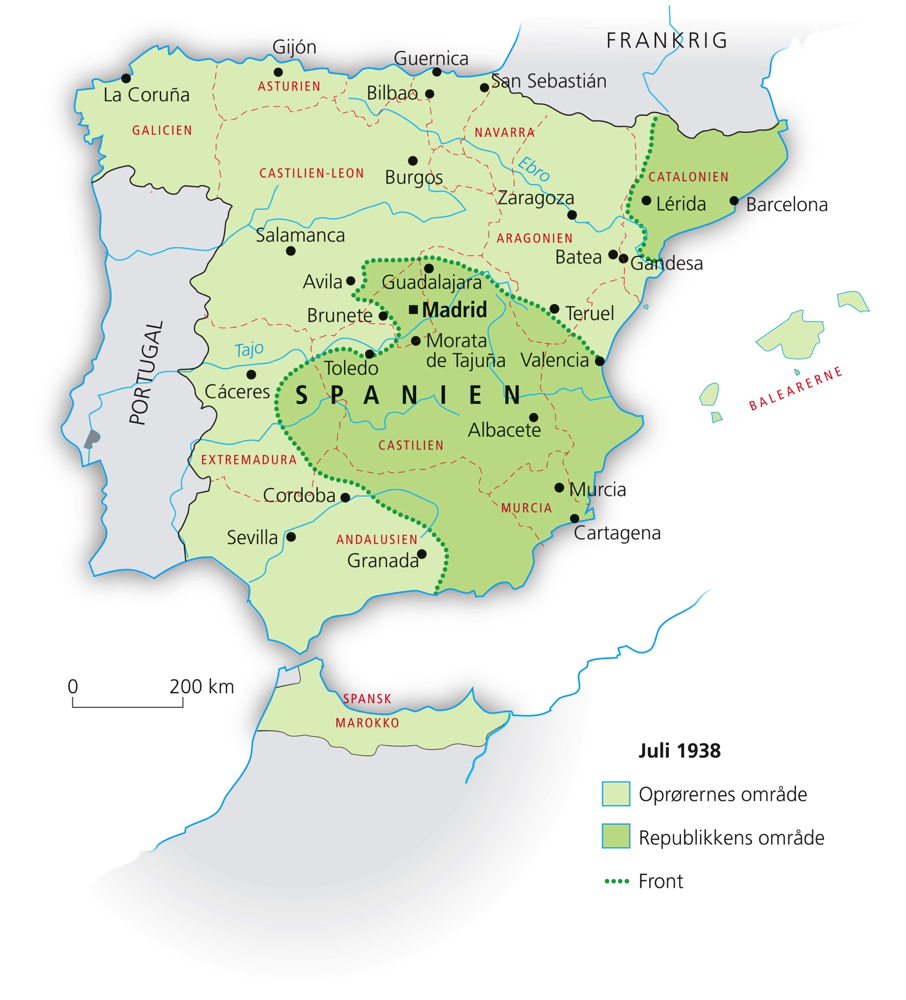 FRANKRIG
Gijón
Guernica
La Coruña
ASTURIEN
Bilbao
San Sebastián
GALICIEN
NAVARRA
CASTILIEN-LEON
Burgos
Ebro
CATALONIEN
Zaragoza
Lérida
Barcelona
Salamanca
ARAGONIEN
Batea
Gandesa
Avila
Guadalajara
Madrid
Brunete
Teruel
PORTUGAL
Tajo
Morata
de Tajuña
Valencia
Toledo
Cáceres
SPANIEN
BALEARERNE
Albacete
CASTILIEN
EXTREMADURA
Cordoba
Murcia
MURCIA
Sevilla
ANDALUSIEN
Cartagena
Granada
0 200 km
SPANSK
MAROKKO
Juli 1938
Oprørernes område
Republikkens område
Front